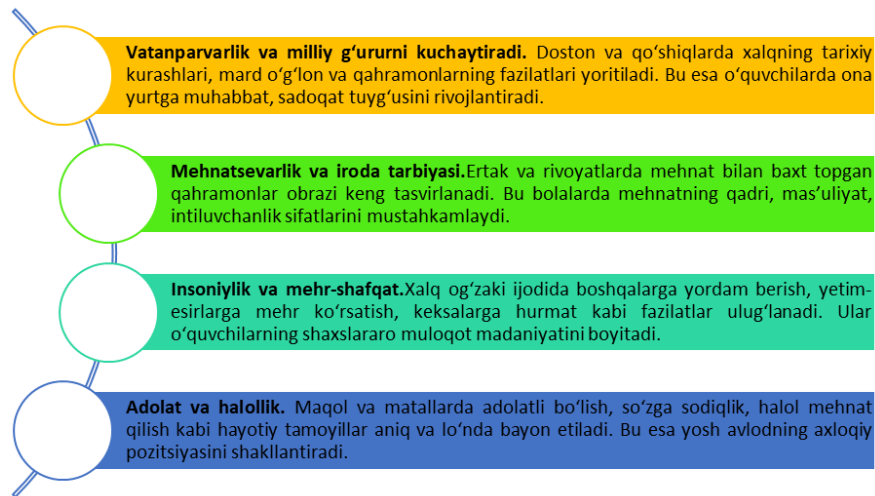 Vatanparvarlik va milliy g‘ururni kuchaytiradi. Doston va qo‘shiqlarda xalqning tarixiy
kurashlari, mard o‘g‘lon va qahramonlarning fazilatlari yoritiladi. Bu esa o‘quvchilarda ona
yurtga muhabbat, sadoqat tuyg‘usini rivojlantiradi.
Mehnatsevarlik va iroda tarbiyasi.Ertak va rivoyatlarda mehnat bilan baxt topgan
qahramonlar obrazi keng tasvirlanadi. Bu bolalarda mehnatning qadri, mas’uliyat,
intiluvchanlik sifatlarini mustahkamlaydi.
Insoniylik va mehr-shafqat.Xalq og‘zaki ijodida boshqalarga yordam berish, yetim-
esirlarga mehr ko‘rsatish, keksalarga hurmat kabi fazilatlar ulug‘lanadi. Ular
o‘quvchilarning shaxslararo muloqot madaniyatini boyitadi.
Adolat va halollik. Maqol va matallarda adolatli bo‘lish, so‘zga sodiqlik, halol mehnat
qilish kabi hayotiy tamoyillar aniq va lo‘nda bayon etiladi. Bu esa yosh avlodning axloqiy
pozitsiyasini shakllantiradi.